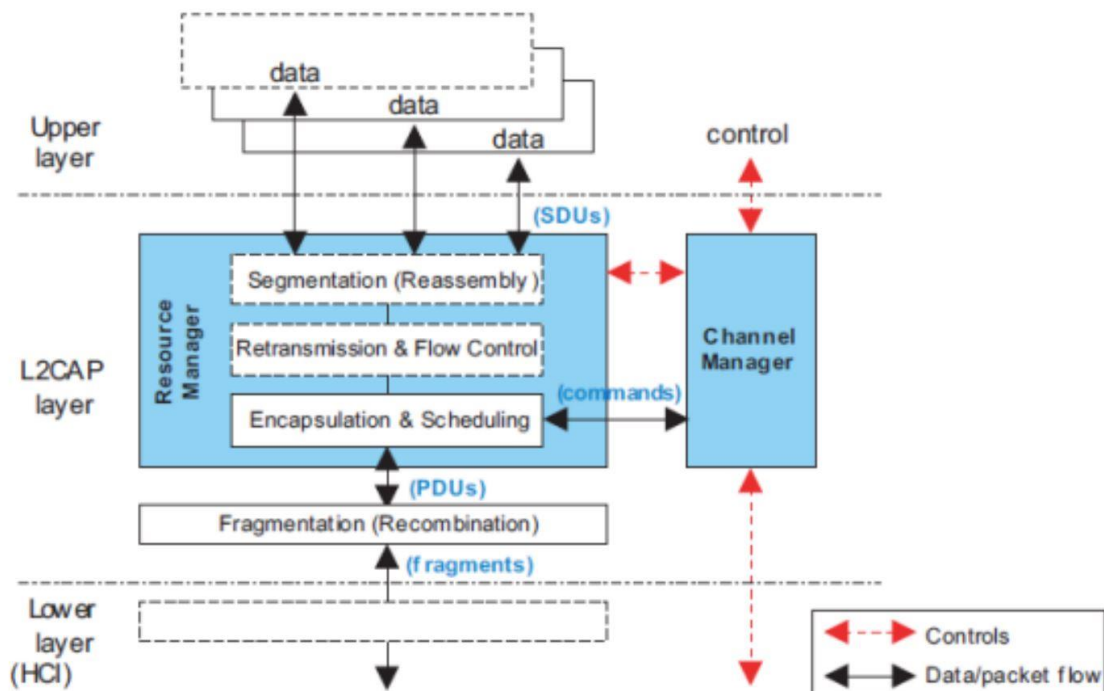 data
data
data
Upper
layer
control
(SDUs)
Segmentation (Reassembly)
Resource
Manager
Retransmission & Flow Control
Channel
Manager
L2CAP
layer
(commands)
Encapsulation & Scheduling
(PDUs)
Fragmentation (Recombination)
(fragments)
Lower
layer
(HCI)
Controls
Data/packet flow